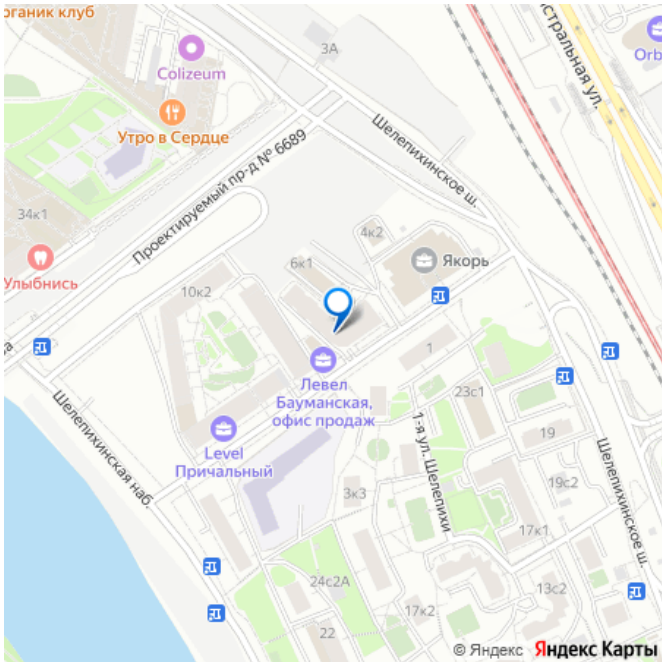 органик клуб
Colizeum
Утро в Сердце
3А
стральная ул.
Orb
Шелепихинское ш.
Проектируемый пр-д № 6689
34к1
Улыбнись
10к2
6к1
4к2
Якорь
Левел
Бауманская,
офис продаж
Level
Причальный
Шелепихинская наб.
1
23с1
19
19с2
1-я ул. Шелепихи
Шелепихинское ш.
3к3
17к1
13с2
24с2А
17к2
22
© Яндекс Яндекс Карты